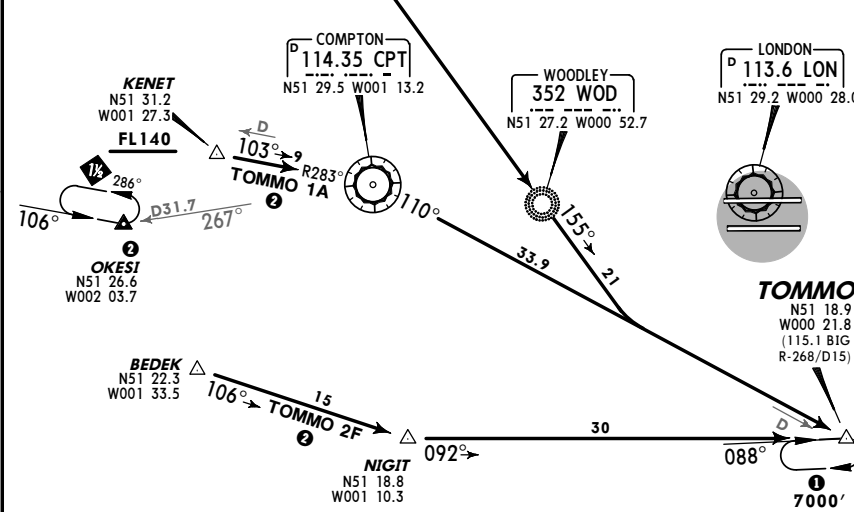 COMPTON
D 114.35 CPT
N51 29.5 W001 13.2
KENET
N51 31.2
W001 27.3
FL140
WOODLEY
352 WOD
N51 27.2 W000 52.7
LONDON
D 113.6 LON
N51 29.2 W000 28.0
D
103° 9
R283°
TOMMO 1A
2
1½
286°
106°
D31.7
267°
2
OKESI
N51 26.6
W002 03.7
110°
33.9
155°
21
TOMMO
N51 18.9
W000 21.8
(115.1 BIG
R-268/D15)
BEDEK
N51 22.3
W001 33.5
106°
15
TOMMO 2F
2
NIGIT
N51 18.8
W001 10.3
092°
30
D
088°
1
7000'